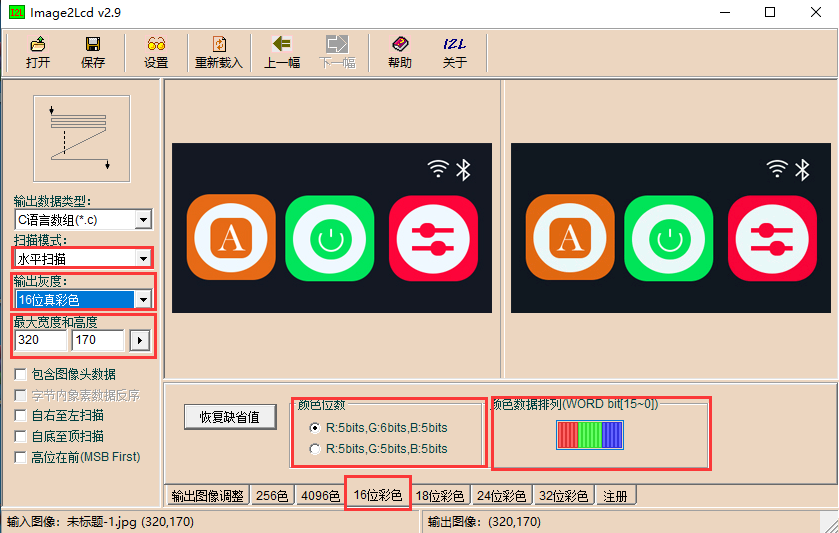 Image2Lcd v2.9
打开
保存
设置
重新载入
上一幅
下一幅
帮助
I2L
关于
输出数据类型:
C语言数组(*.c)
扫描模式:
水平扫描
输出灰度:
16位真彩色
最大宽度和高度
320
170
包含图像头数据
字节内象素数据反序
自右至左扫描
自底至顶扫描
高位在前(MSB First)
A
A
恢复缺省值
颜色位数
R:5bits,G:6bits,B:5bits
R:5bits,G:5bits,B:5bits
颜色数据排列(WORD bit[15~0])
输出图像调整
256色
4096色
16位彩色
18位彩色
24位彩色
32位彩色
注册
输入图像: 未标题-1.jpg (320,170)
输出图像: (320,170)